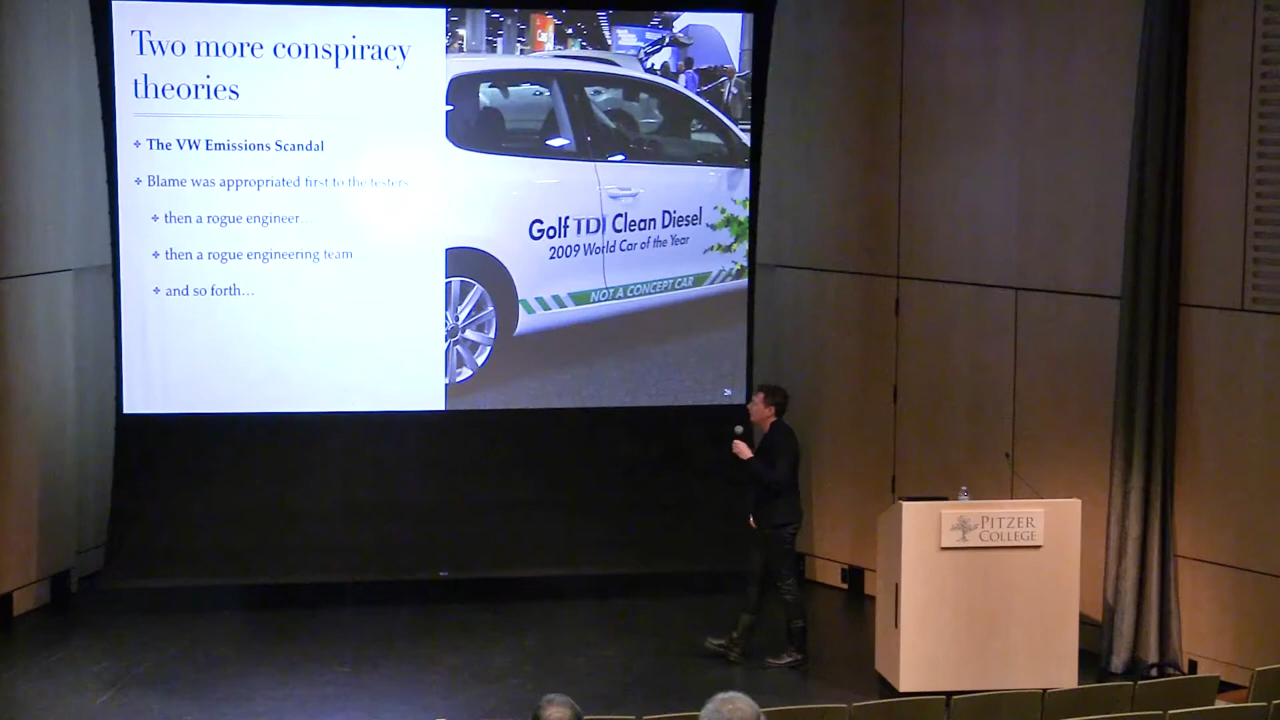 Two more conspiracy
theories
The VW Emissions Scandal
Blame was appropriated first to the testers
then a rogue engineer...
then a rogue engineering team
and so forth...
Golf TDI Clean Diesel
2009 World Car of the Year
NOT A CONCEPT CAR
PITZER
COLLEGE